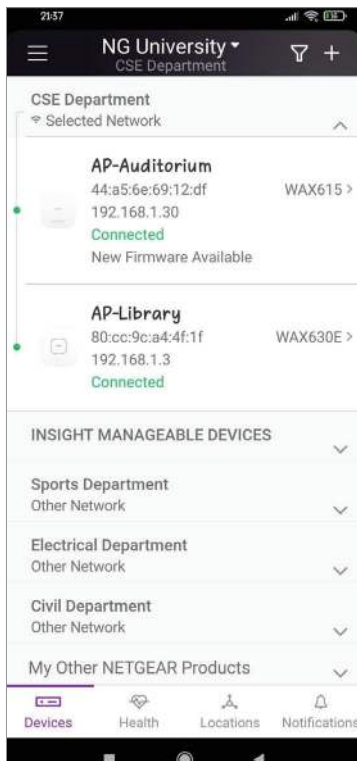 21:37
NG University
CSE Department
CSE Department
Selected Network
AP-Auditorium
44:a5:6e:69:12:df WAX615 >
192.168.1.30
Connected
New Firmware Available
AP-Library
80:cc:9c:a4:4f:1f WAX630E >
192.168.1.3
Connected
INSIGHT MANAGEABLE DEVICES
Sports Department
Other Network
Electrical Department
Other Network
Civil Department
Other Network
My Other NETGEAR Products
Devices Health Locations Notifications